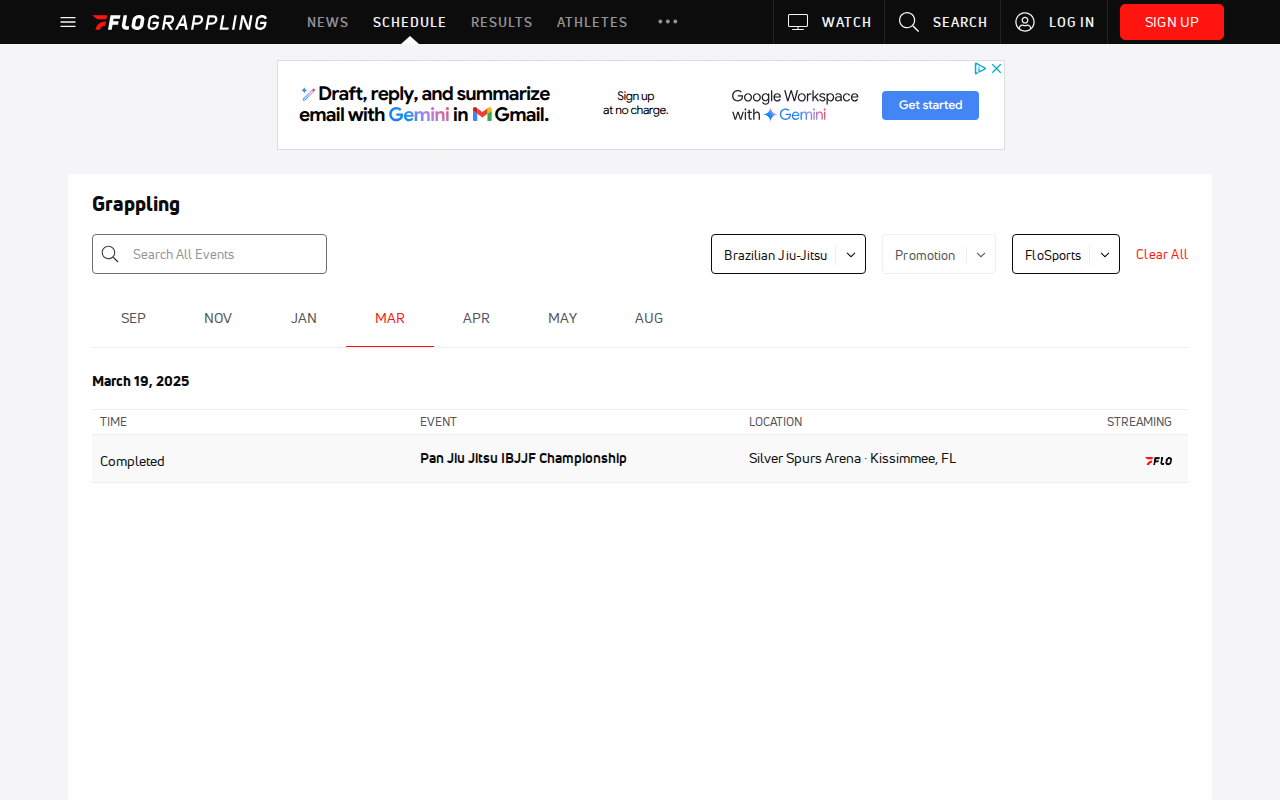 FLOGRAPPLING NEWS SCHEDULE RESULTS ATHLETES WATCH SEARCH LOG IN SIGN UP
Draft, reply, and summarize
email with Gemini in Gmail.
Sign up
at no charge.
Google Workspace
with Gemini
Get started
Grappling
Search All Events Brazilian Jiu-Jitsu Promotion FloSports Clear All
SEP NOV JAN MAR APR MAY AUG
March 19, 2025
TIME EVENT LOCATION STREAMING
Completed Pan Jiu Jitsu IBJJF Championship Silver Spurs Arena · Kissimmee, FL FLO